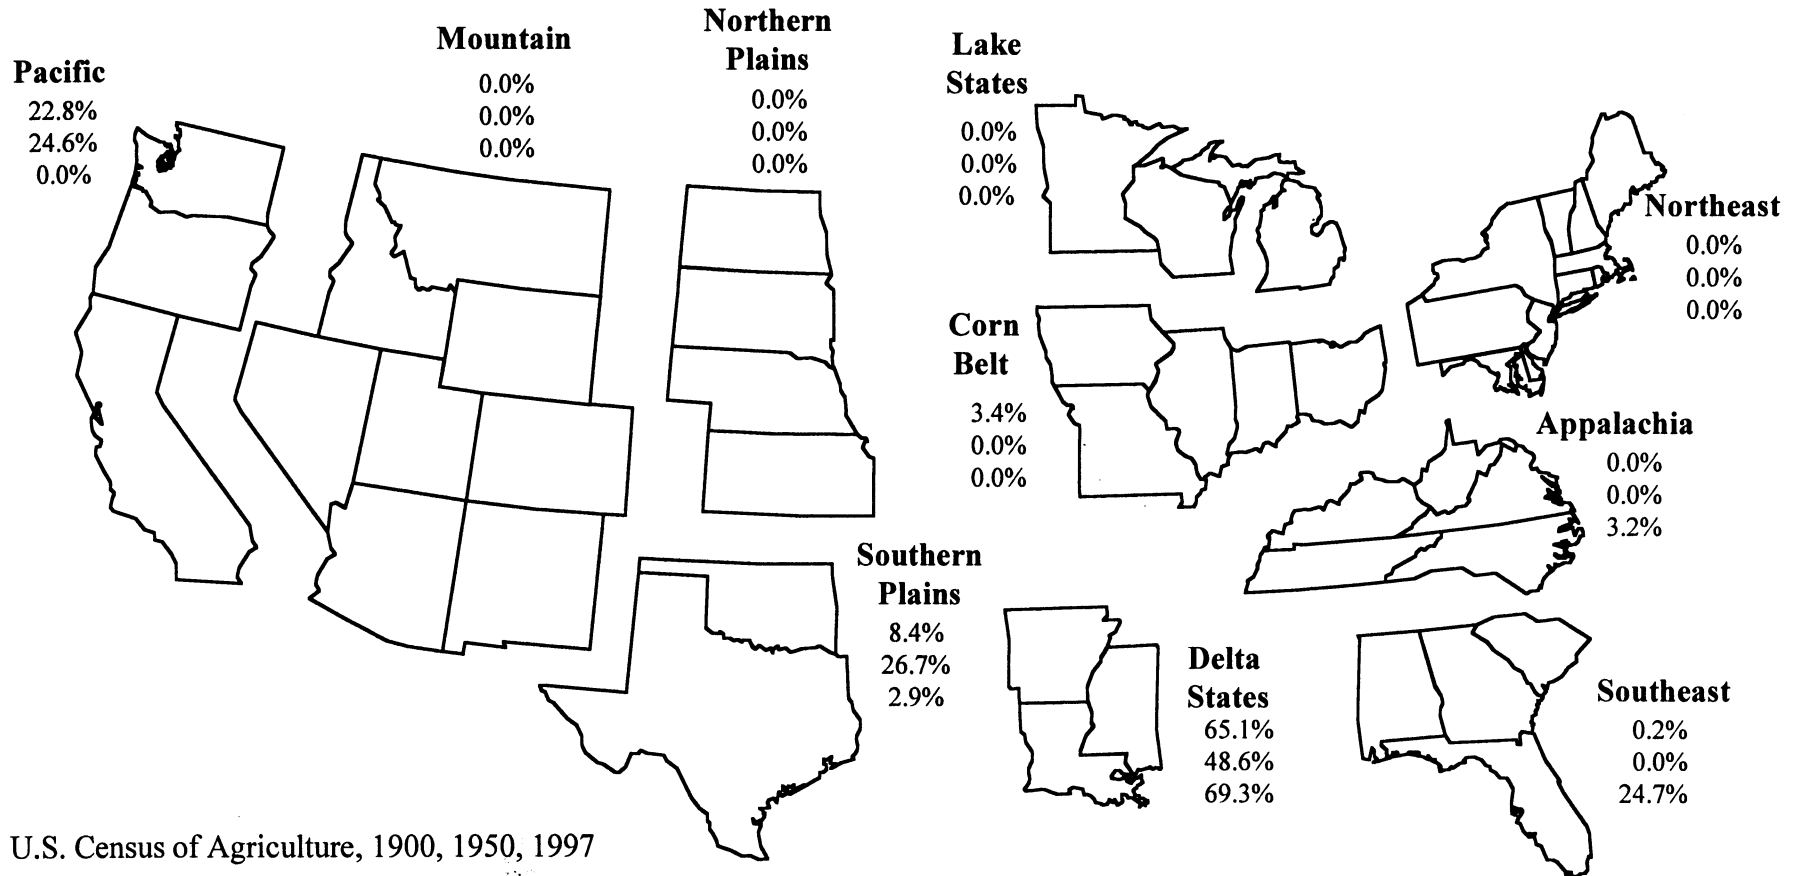 Pacific
22.8%
24.6%
0.0%
Mountain
0.0%
0.0%
0.0%
Northern
Plains
0.0%
0.0%
0.0%
Lake
States
0.0%
0.0%
0.0%
Northeast
0.0%
0.0%
0.0%
Corn
Belt
3.4%
0.0%
0.0%
Appalachia
0.0%
0.0%
3.2%
Southern
Plains
8.4%
26.7%
2.9%
Delta
States
65.1%
48.6%
69.3%
Southeast
0.2%
0.0%
24.7%
U.S. Census of Agriculture, 1900, 1950, 1997